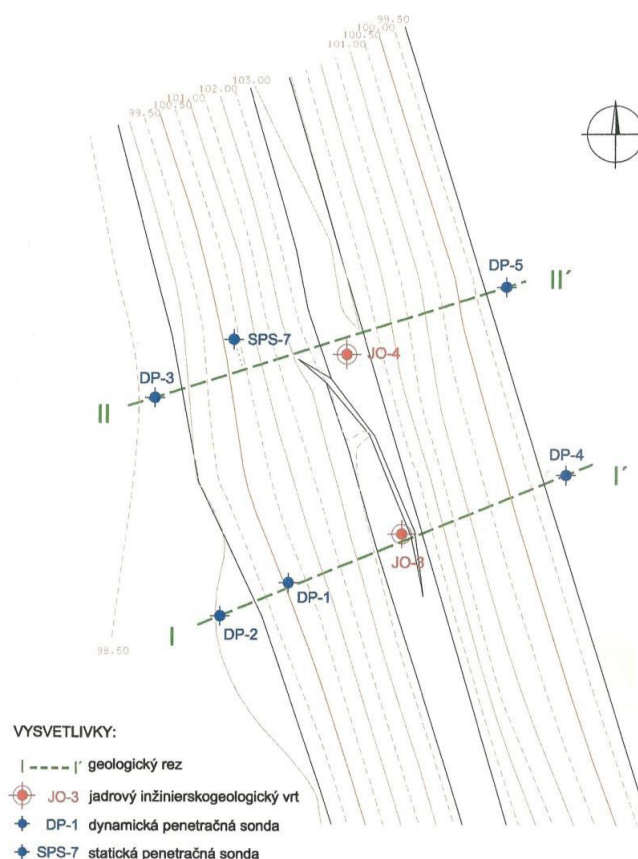 99.50
100.00
100.50
101.00
103.00
102.00
101.00
100.50
99.50
DP-5
II´
SPS-7
JO-4
DP-3
II
DP-4
I´
JO-3
DP-1
DP-2
I
98.50
VYSVETLIVKY:
I I´ geologický rez
JO-3 jadrový inžinierskogeologický vrt
DP-1 dynamická penetračná sonda
SPS-7 statická penetračná sonda